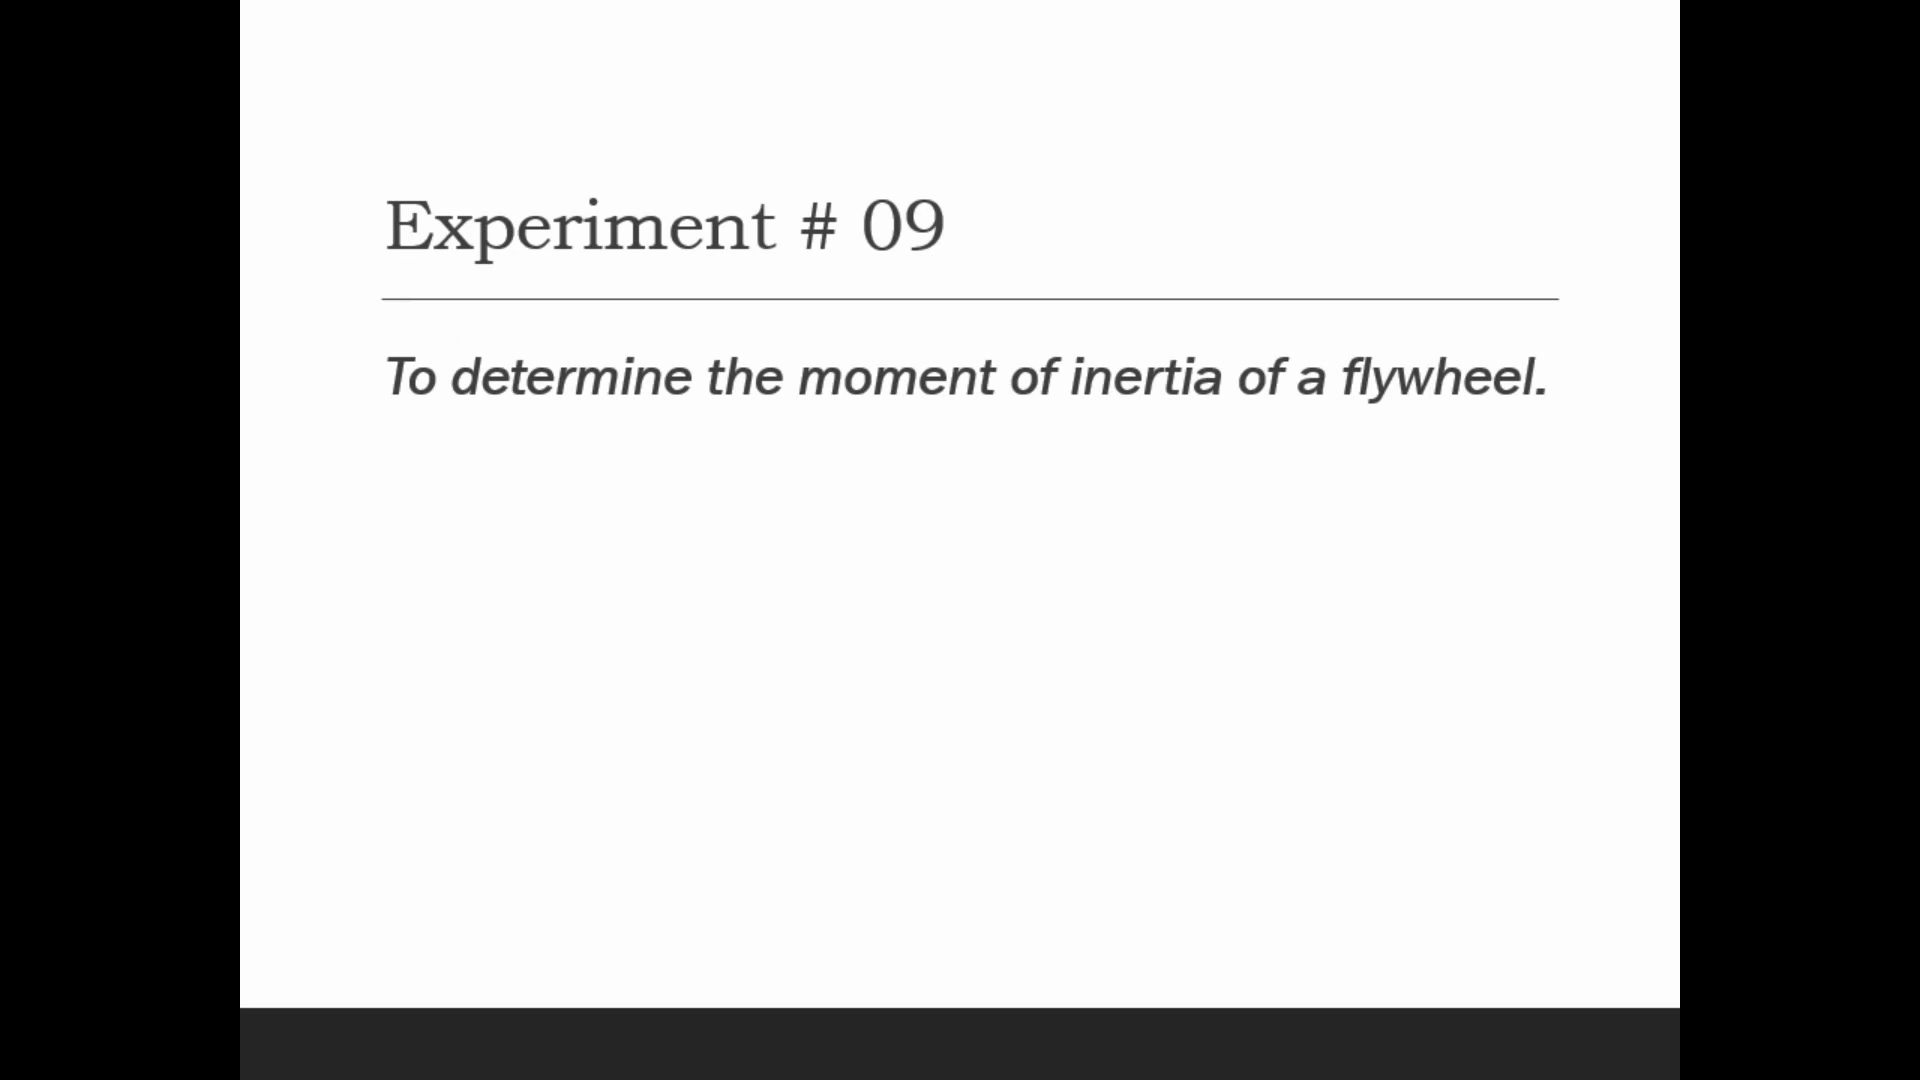 Experiment # 09
To determine the moment of inertia of a flywheel.